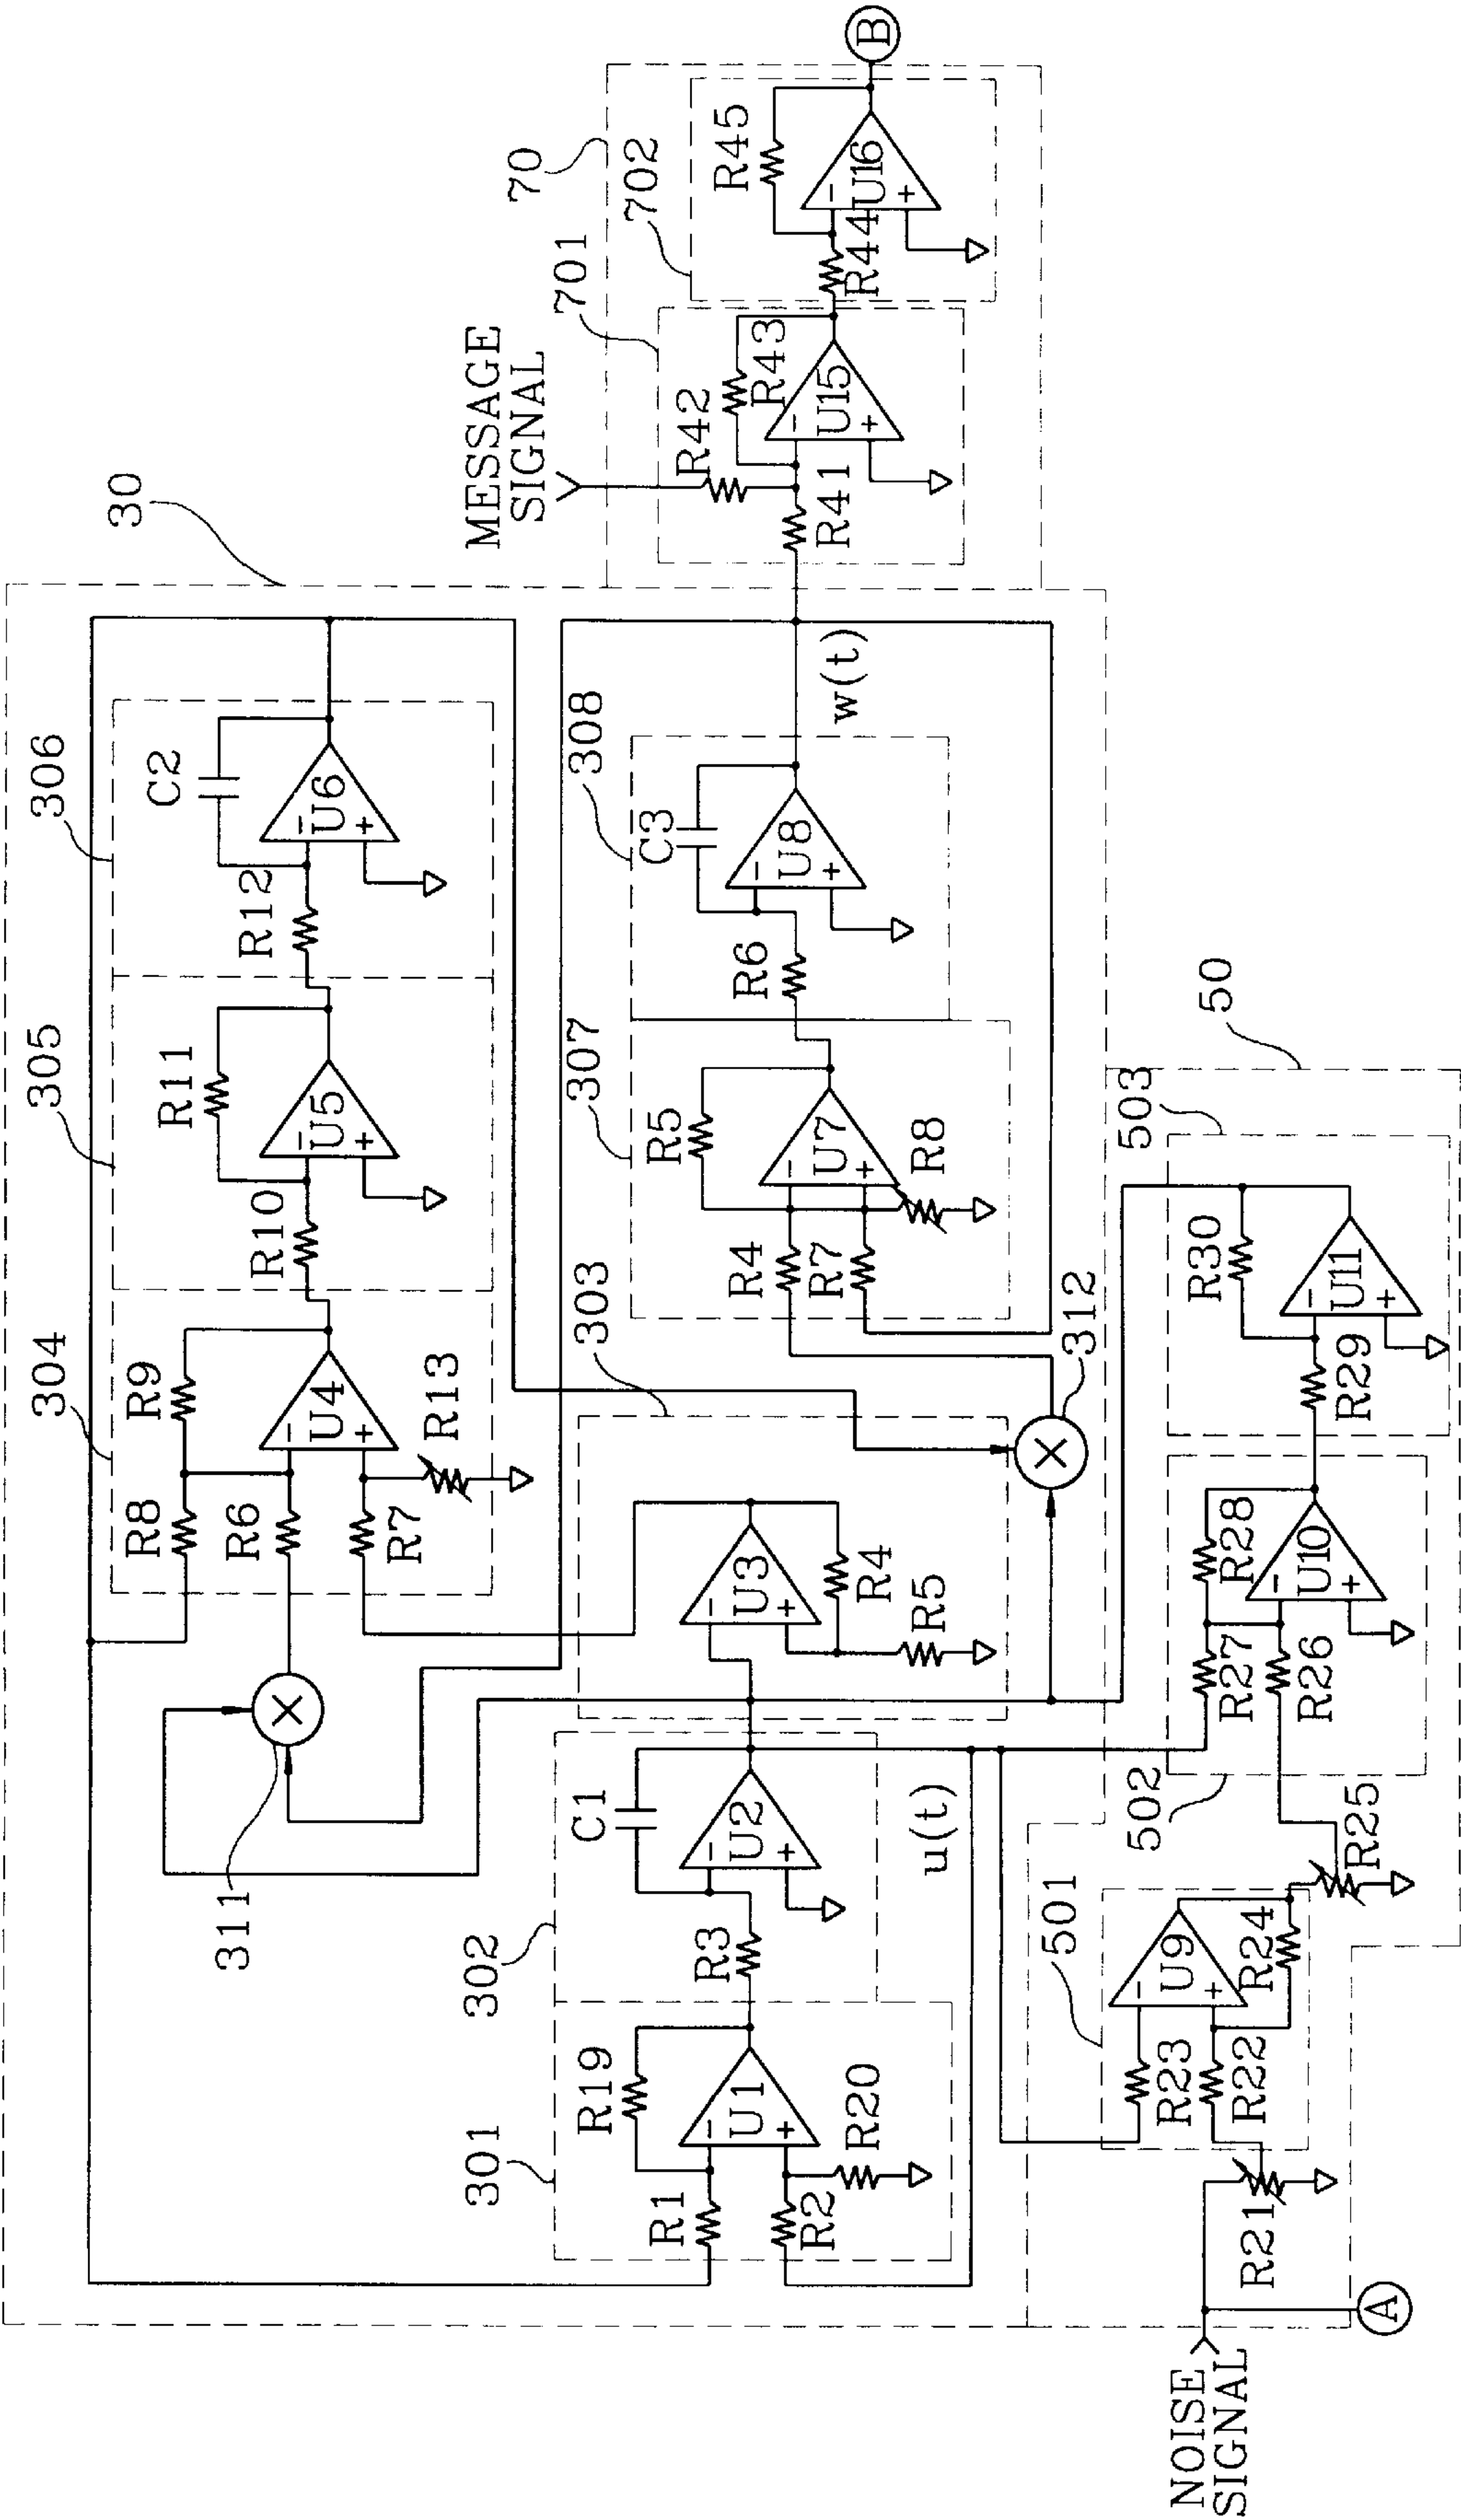 30
306
305
304
C2
R12
U6
R11
R10
U5
R9
R8
R6
R7
U4
R13
311
303
U3
R4
R5
302
301
C1
R3
U2
R19
R1
R2
U1
R20
u(t)
308
307
C3
R6
U8
w(t)
R5
R4
R7
U7
R8
312
MESSAGE
SIGNAL
70
701
702
R42
R43
R41
U15
R45
R44
U16
B
50
503
R30
R29
U11
502
R28
R27
R26
U10
R25
501
U9
R24
R23
R22
R21
NOISE
SIGNAL
A